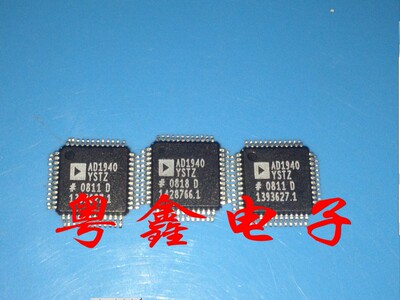 AD1940
YSTZ
# 0811 D
AD1940
YSTZ
# 0818 D
1428766.1
AD1940
YSTZ
# 0811 D
1393627.1
粤鑫电子